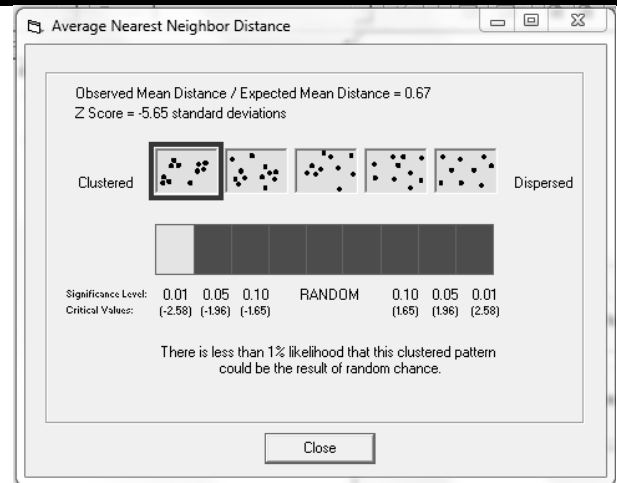 Average Nearest Neighbor Distance
Observed Mean Distance / Expected Mean Distance = 0.67
Z Score = -5.65 standard deviations
Clustered
Dispersed
Significance Level: 0.01 0.05 0.10 RANDOM 0.10 0.05 0.01
Critical Values: (-2.58) (-1.96) (-1.65) (1.65) (1.96) (2.58)
There is less than 1% likelihood that this clustered pattern
could be the result of random chance.
Close